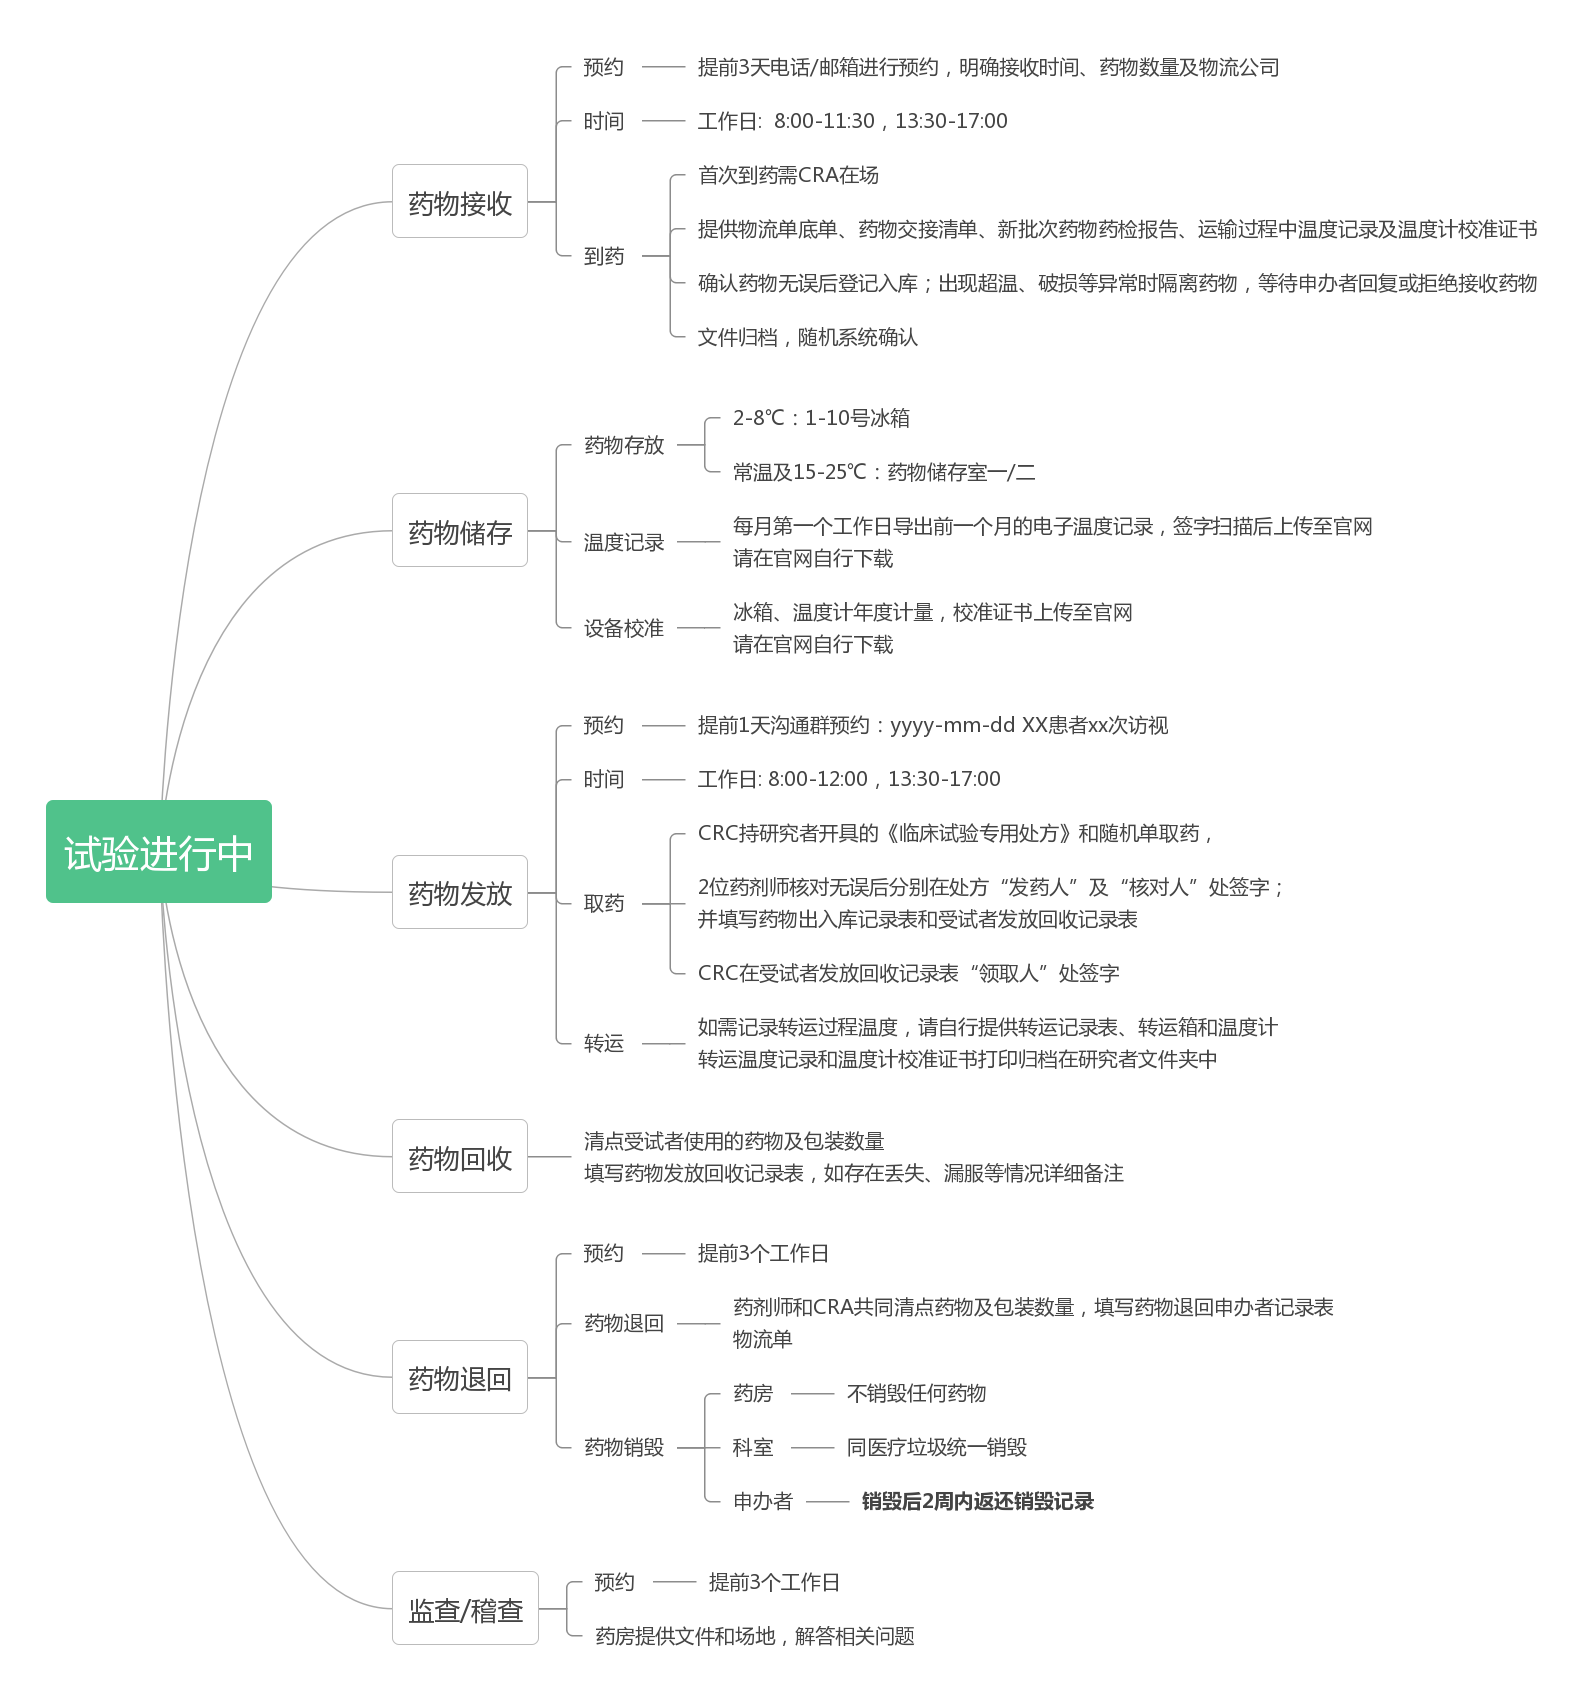 试验进行中
药物接收
预约
提前3天电话/邮箱进行预约，明确接收时间、药物数量及物流公司
时间
工作日:  8:00-11:30，13:30-17:00
到药
首次到药需CRA在场
提供物流单底单、药物交接清单、新批次药物药检报告、运输过程中温度记录及温度计校准证书
确认药物无误后登记入库；出现超温、破损等异常时隔离药物，等待申办者回复或拒绝接收药物
文件归档，随机系统确认
药物储存
药物存放
2-8℃：1-10号冰箱
常温及15-25℃：药物储存室一/二
温度记录
每月第一个工作日导出前一个月的电子温度记录，签字扫描后上传至官网
请在官网自行下载
设备校准
冰箱、温度计年度计量，校准证书上传至官网
请在官网自行下载
药物发放
预约
提前1天沟通群预约：yyyy-mm-dd XX患者xx次访视
时间
工作日: 8:00-12:00，13:30-17:00
取药
CRC持研究者开具的《临床试验专用处方》和随机单取药，
2位药剂师核对无误后分别在处方“发药人”及“核对人”处签字；
并填写药物出入库记录表和受试者发放回收记录表
CRC在受试者发放回收记录表“领取人”处签字
转运
如需记录转运过程温度，请自行提供转运记录表、转运箱和温度计
转运温度记录和温度计校准证书打印归档在研究者文件夹中
药物回收
清点受试者使用的药物及包装数量
填写药物发放回收记录表，如存在丢失、漏服等情况详细备注
药物退回
预约
提前3个工作日
药物退回
药剂师和CRA共同清点药物及包装数量，填写药物退回申办者记录表
物流单
药物销毁
药房
不销毁任何药物
科室
同医疗垃圾统一销毁
申办者
销毁后2周内返还销毁记录
监查/稽查
预约
提前3个工作日
药房提供文件和场地，解答相关问题